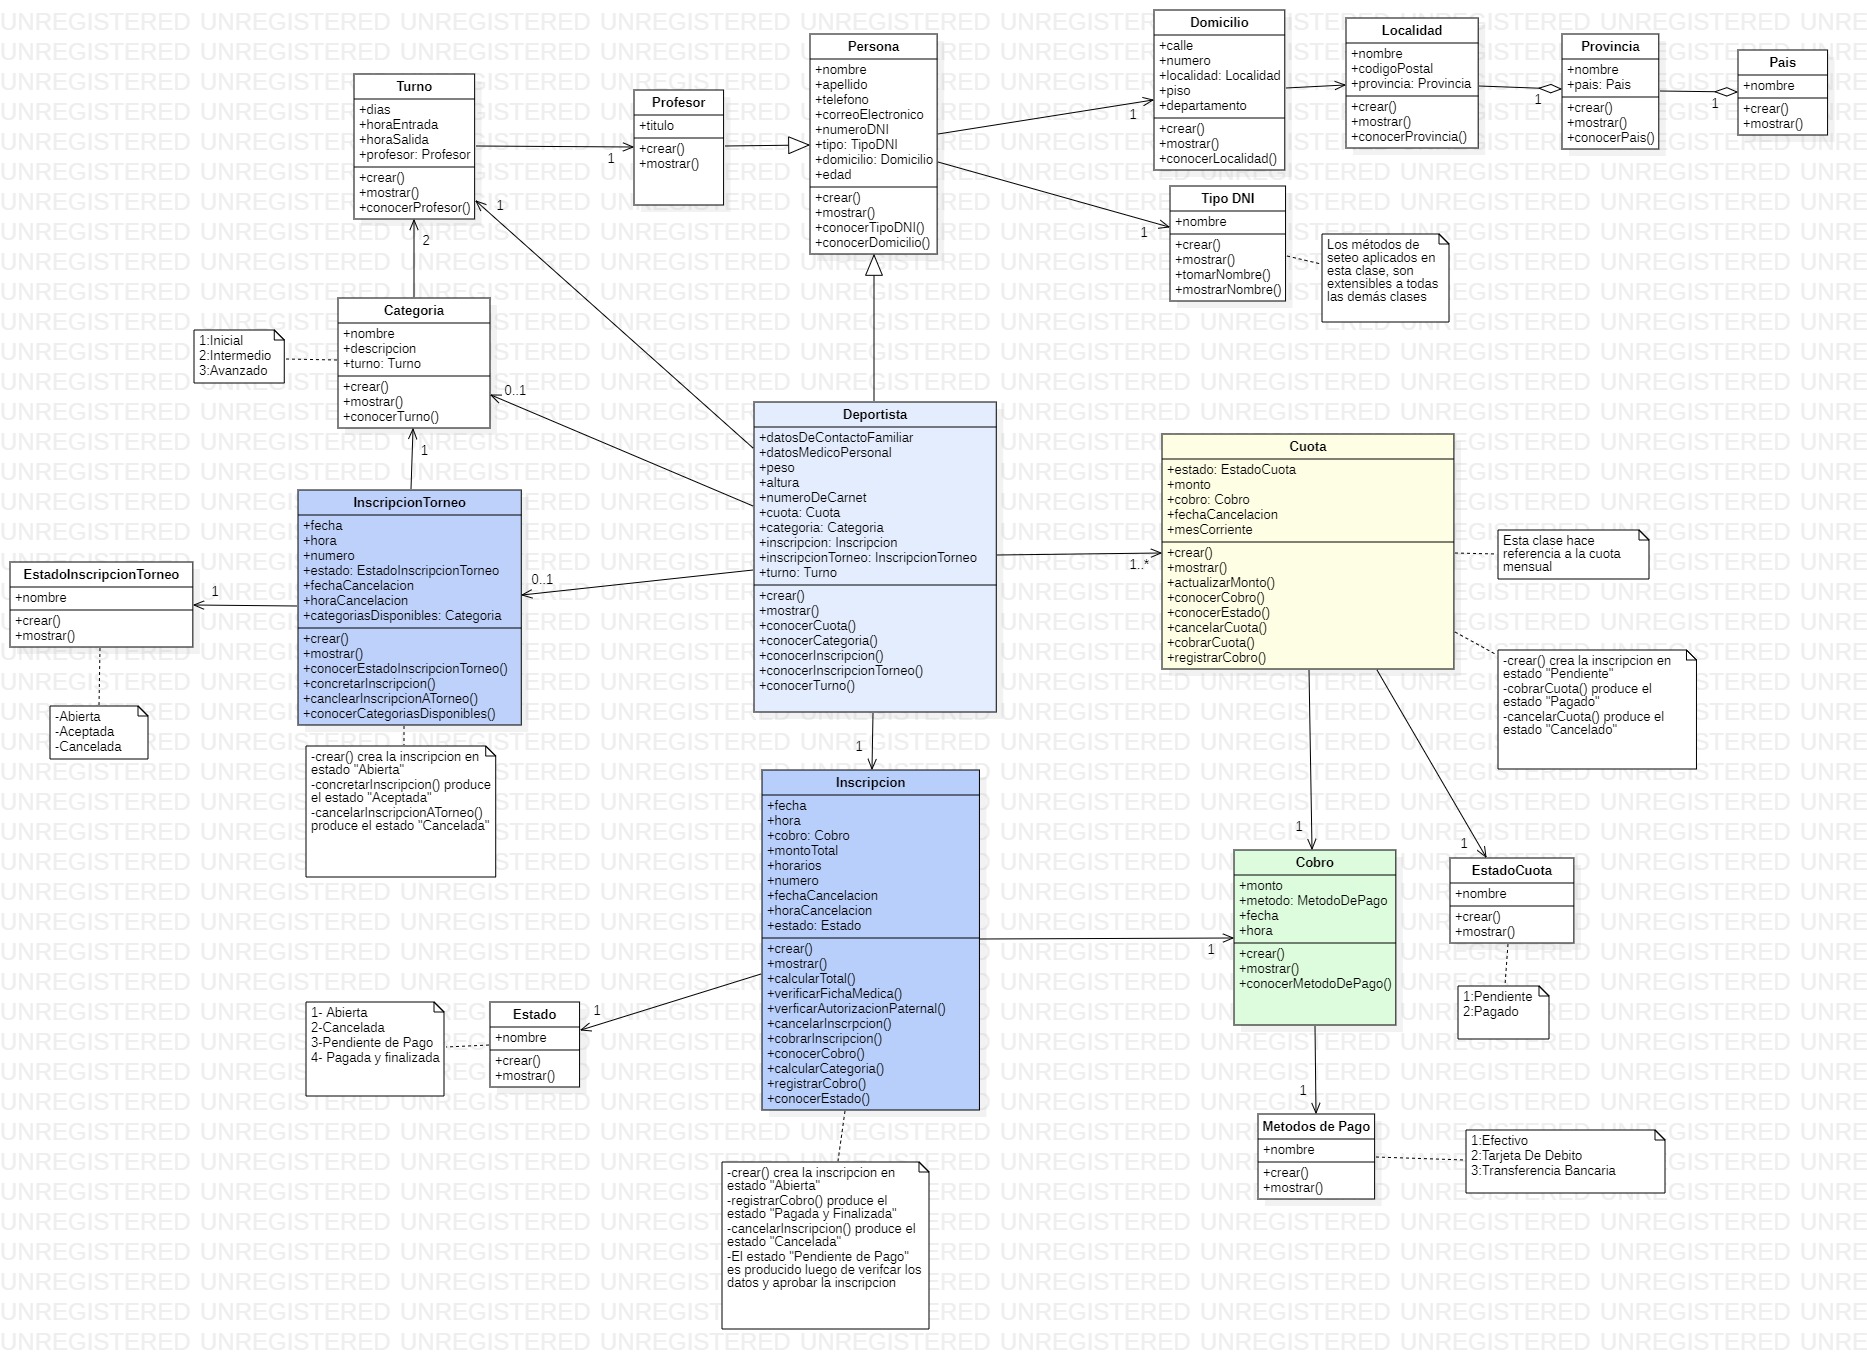 Turno
+dias
+horaEntrada
+horaSalida
+profesor: Profesor
+crear()
+mostrar()
+conocerProfesor()
1
Profesor
+titulo
+crear()
+mostrar()
Persona
+nombre
+apellido
+telefono
+correoElectronico
+numeroDNI
+tipo: TipoDNI
+domicilio: Domicilio
+edad
+crear()
+mostrar()
+conocerTipoDNI()
+conocerDomicilio()
1
Domicilio
+calle
+numero
+localidad: Localidad
+piso
+departamento
+crear()
+mostrar()
+conocerLocalidad()
Localidad
+nombre
+codigoPostal
+provincia: Provincia
+crear()
+mostrar()
+conocerProvincia()
1
Provincia
+nombre
+pais: Pais
+crear()
+mostrar()
+conocerPais()
1
Pais
+nombre
+crear()
+mostrar()
1
Tipo DNI
+nombre
+crear()
+mostrar()
+tomarNombre()
+mostrarNombre()
Los métodos de
seteo aplicados en
esta clase, son
extensibles a todas
las demás clases
1
2
Categoria
+nombre
+descripcion
+turno: Turno
+crear()
+mostrar()
+conocerTurno()
1:Inicial
2:Intermedio
3:Avanzado
0..1
1
InscripcionTorneo
+fecha
+hora
+numero
+estado: EstadoInscripcionTorneo
+fechaCancelacion
+horaCancelacion
+categoriasDisponibles: Categoria
+crear()
+mostrar()
+conocerEstadoInscripcionTorneo()
+concretarInscripcion()
+canclearInscripcionATorneo()
+conocerCategoriasDisponibles()
1
EstadoInscripcionTorneo
+nombre
+crear()
+mostrar()
-Abierta
-Aceptada
-Cancelada
-crear() crea la inscripcion en
estado "Abierta"
-concretarInscripcion() produce
el estado "Aceptada"
-cancelarInscripcionATorneo()
produce el estado "Cancelada"
0..1
Deportista
+datosDeContactoFamiliar
+datosMedicoPersonal
+peso
+altura
+numeroDeCarnet
+cuota: Cuota
+categoria: Categoria
+inscripcion: Inscripcion
+inscripcionTorneo: InscripcionTorneo
+turno: Turno
+crear()
+mostrar()
+conocerCuota()
+conocerCategoria()
+conocerInscripcion()
+conocerInscripcionTorneo()
+conocerTurno()
1..*
Cuota
+estado: EstadoCuota
+monto
+cobro: Cobro
+fechaCancelacion
+mesCorriente
+crear()
+mostrar()
+actualizarMonto()
+conocerCobro()
+conocerEstado()
+cancelarCuota()
+cobrarCuota()
+registrarCobro()
Esta clase hace
referencia a la cuota
mensual
-crear() crea la inscripcion en
estado "Pendiente"
-cobrarCuota() produce el
estado "Pagado"
-cancelarCuota() produce el
estado "Cancelado"
1
Inscripcion
+fecha
+hora
+cobro: Cobro
+montoTotal
+horarios
+numero
+fechaCancelacion
+horaCancelacion
+estado: Estado
+crear()
+mostrar()
+calcularTotal()
+verificarFichaMedica()
+verficarAutorizacionPaternal()
+cancelarInscrpcion()
+cobrarInscripcion()
+conocerCobro()
+calcularCategoria()
+registrarCobro()
+conocerEstado()
1
Estado
+nombre
+crear()
+mostrar()
1- Abierta
2-Cancelada
3-Pendiente de Pago
4- Pagada y finalizada
-crear() crea la inscripcion en
estado "Abierta"
-registrarCobro() produce el
estado "Pagada y Finalizada"
-cancelarInscripcion() produce el
estado "Cancelada"
-El estado "Pendiente de Pago"
es producido luego de verifcar los
datos y aprobar la inscripcion
1
1
Cobro
+monto
+metodo: MetodoDePago
+fecha
+hora
+crear()
+mostrar()
+conocerMetodoDePago()
1
EstadoCuota
+nombre
+crear()
+mostrar()
1:Pendiente
2:Pagado
1
Metodos de Pago
+nombre
+crear()
+mostrar()
1:Efectivo
2:Tarjeta De Debito
3:Transferencia Bancaria
UNREGISTERED